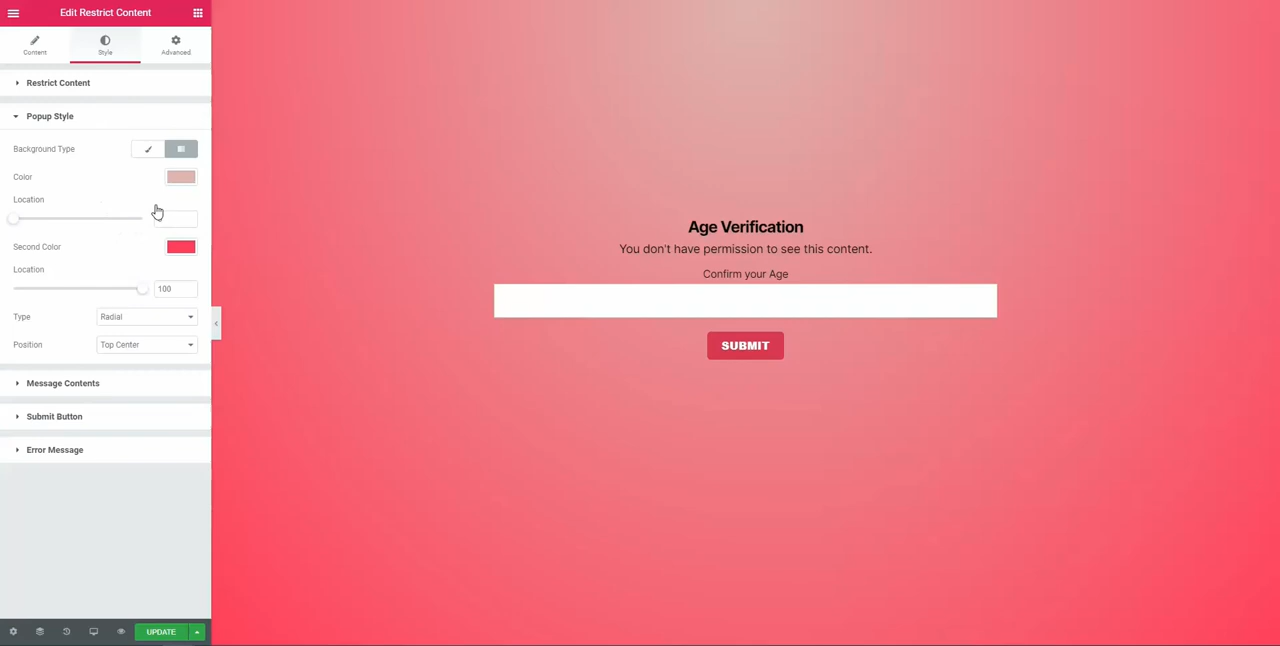 Edit Restrict Content
Content
Style
Advanced
Restrict Content
Popup Style
Background Type
Color
Location
Second Color
Location
100
Type
Radial
Position
Top Center
Message Contents
Submit Button
Error Message
UPDATE
Age Verification
You don't have permission to see this content.
Confirm your Age
SUBMIT